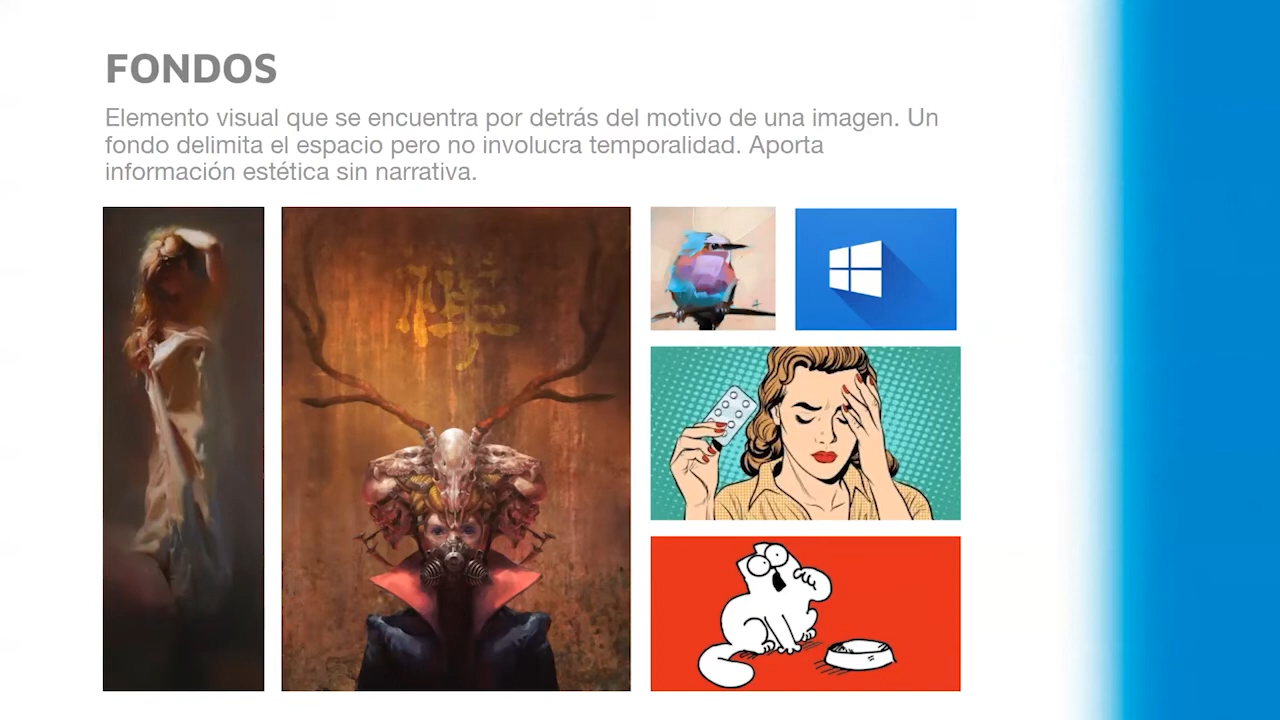 FONDOS
Elemento visual que se encuentra por detrás del motivo de una imagen. Un
fondo delimita el espacio pero no involucra temporalidad. Aporta
información estética sin narrativa.